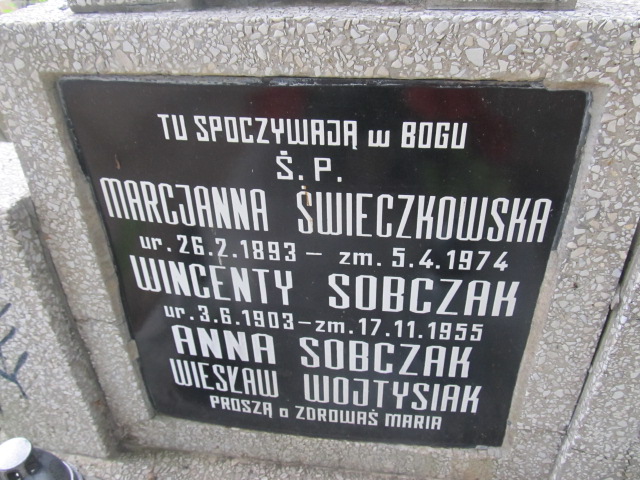 TU SPOCZYWAJĄ w BOGU
Ś. P.
MARCJANNA ŚWIECZKOWSKA
ur. 26.2.1893 – zm. 5.4.1974
WINCENTY SOBCZAK
ur. 3.6.1903 – zm. 17.11.1955
ANNA SOBCZAK
WIESŁAW WOJTYSIAK
PROSZĄ o ZDROWAŚ MARIA